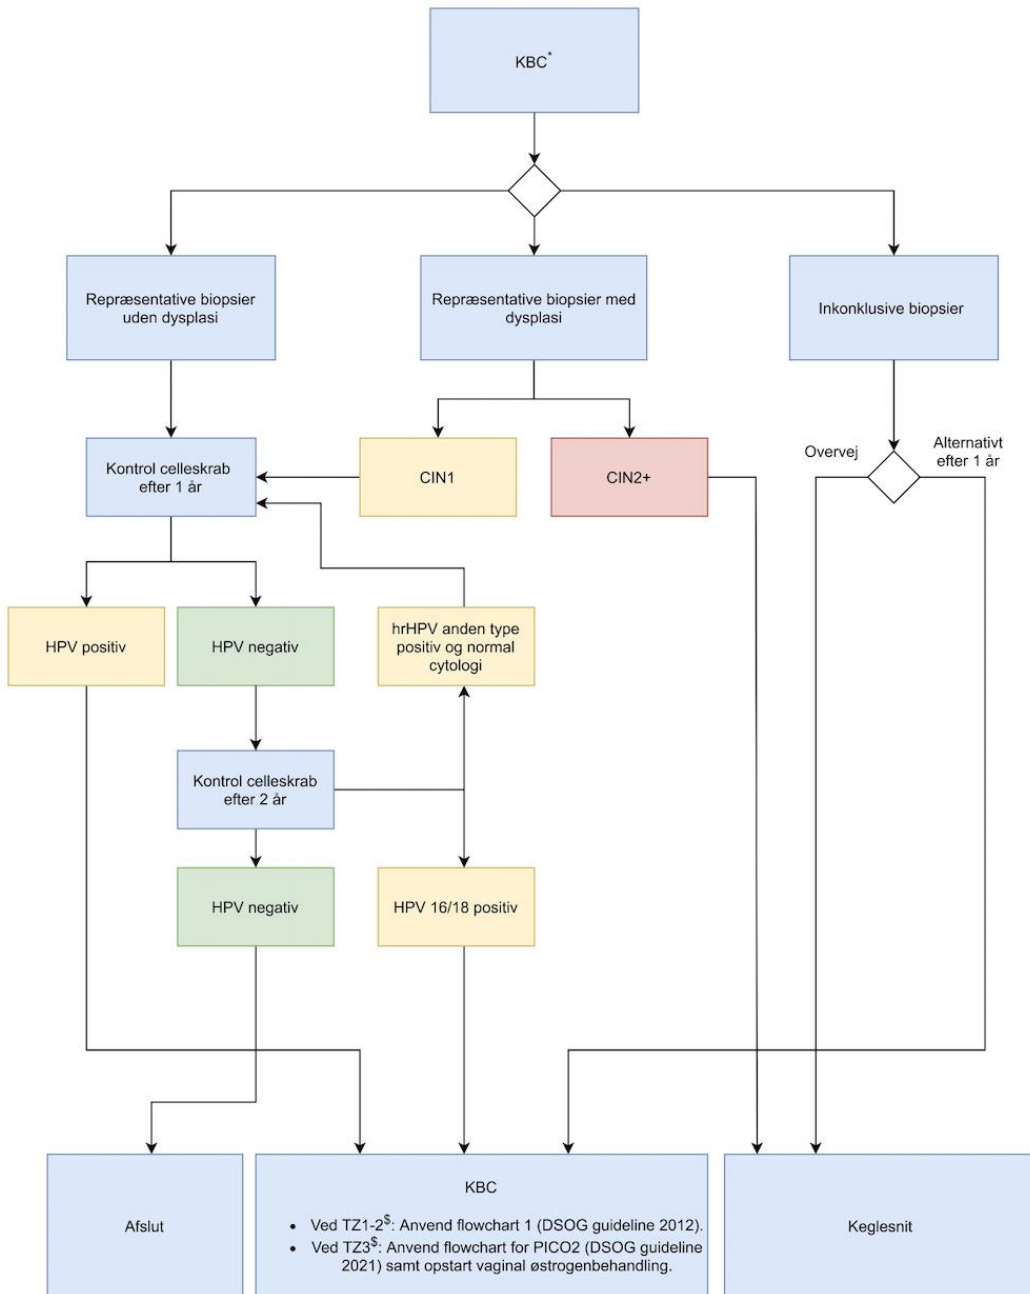 KBC*
Repræsentative biopsier
uden dysplasi
Repræsentative biopsier med
dysplasi
Inkonklusive biopsier
Kontrol celleskrab
efter 1 år
CIN1
CIN2+
Overvej
Alternativt
efter 1 år
HPV positiv
HPV negativ
hrHPV anden type
positiv og normal
cytologi
Kontrol celleskrab
efter 2 år
HPV negativ
HPV 16/18 positiv
Afslut
KBC
• Ved TZ1-2$: Anvend flowchart 1 (DSOG guideline 2012).
• Ved TZ3$: Anvend flowchart for PICO2 (DSOG guideline
2021) samt opstart vaginal østrogenbehandling.
Keglesnit